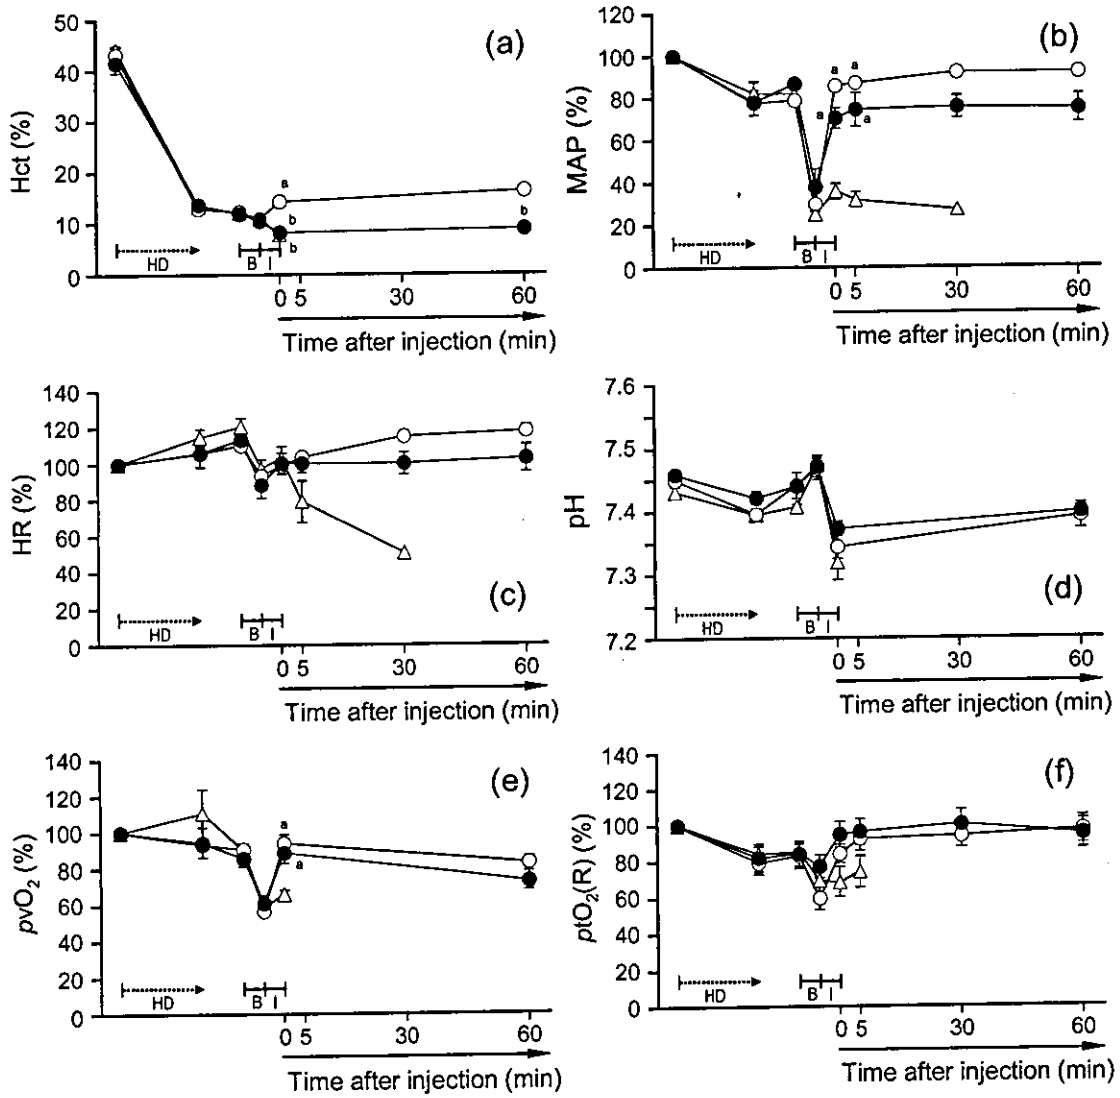 (a)
Hct (%)
50
40
30
20
10
0
a
b
b
HD
B
I
0 5 30 60
Time after injection (min)
(b)
MAP (%)
120
100
80
60
40
20
0
a
a
a
a
HD
B
I
0 5 30 60
Time after injection (min)
(c)
HR (%)
140
120
100
80
60
40
20
0
HD
B
I
0 5 30 60
Time after injection (min)
(d)
pH
7.6
7.5
7.4
7.3
7.2
HD
B
I
0 5 30 60
Time after injection (min)
(e)
pvO2 (%)
140
120
100
80
60
40
20
0
a
a
HD
B
I
0 5 30 60
Time after injection (min)
(f)
ptO2(R) (%)
140
120
100
80
60
40
20
0
HD
B
I
0 5 30 60
Time after injection (min)